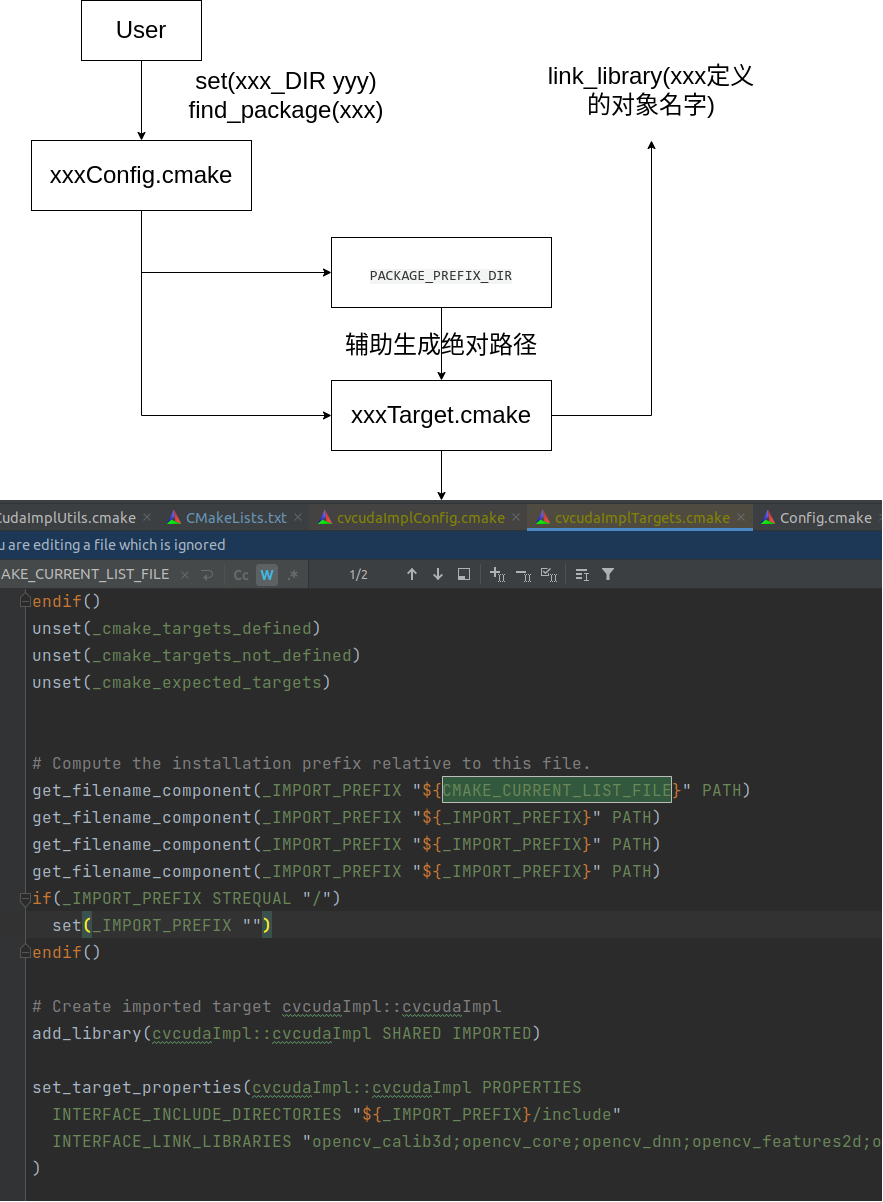 User
set(xxx_DIR yyy)
find_package(xxx)
link_library(xxx定义
的对象名字)
xxxConfig.cmake
PACKAGE_PREFIX_DIR
辅助生成绝对路径
xxxTarget.cmake
CudaImplUtils.cmake CMakeLists.txt cvcudaImplConfig.cmake cvcudaImplTargets.cmake Config.cmake
u are editing a file which is ignored
AKE_CURRENT_LIST_FILE Cc W .* 1/2
endif()
unset(_cmake_targets_defined)
unset(_cmake_targets_not_defined)
unset(_cmake_expected_targets)
# Compute the installation prefix relative to this file.
get_filename_component(_IMPORT_PREFIX "${CMAKE_CURRENT_LIST_FILE}" PATH)
get_filename_component(_IMPORT_PREFIX "${_IMPORT_PREFIX}" PATH)
get_filename_component(_IMPORT_PREFIX "${_IMPORT_PREFIX}" PATH)
get_filename_component(_IMPORT_PREFIX "${_IMPORT_PREFIX}" PATH)
if(_IMPORT_PREFIX STREQUAL "/")
set(_IMPORT_PREFIX "")
endif()
# Create imported target cvcudaImpl::cvcudaImpl
add_library(cvcudaImpl::cvcudaImpl SHARED IMPORTED)
set_target_properties(cvcudaImpl::cvcudaImpl PROPERTIES
INTERFACE_INCLUDE_DIRECTORIES "${_IMPORT_PREFIX}/include"
INTERFACE_LINK_LIBRARIES "opencv_calib3d;opencv_core;opencv_dnn;opencv_features2d;o
)